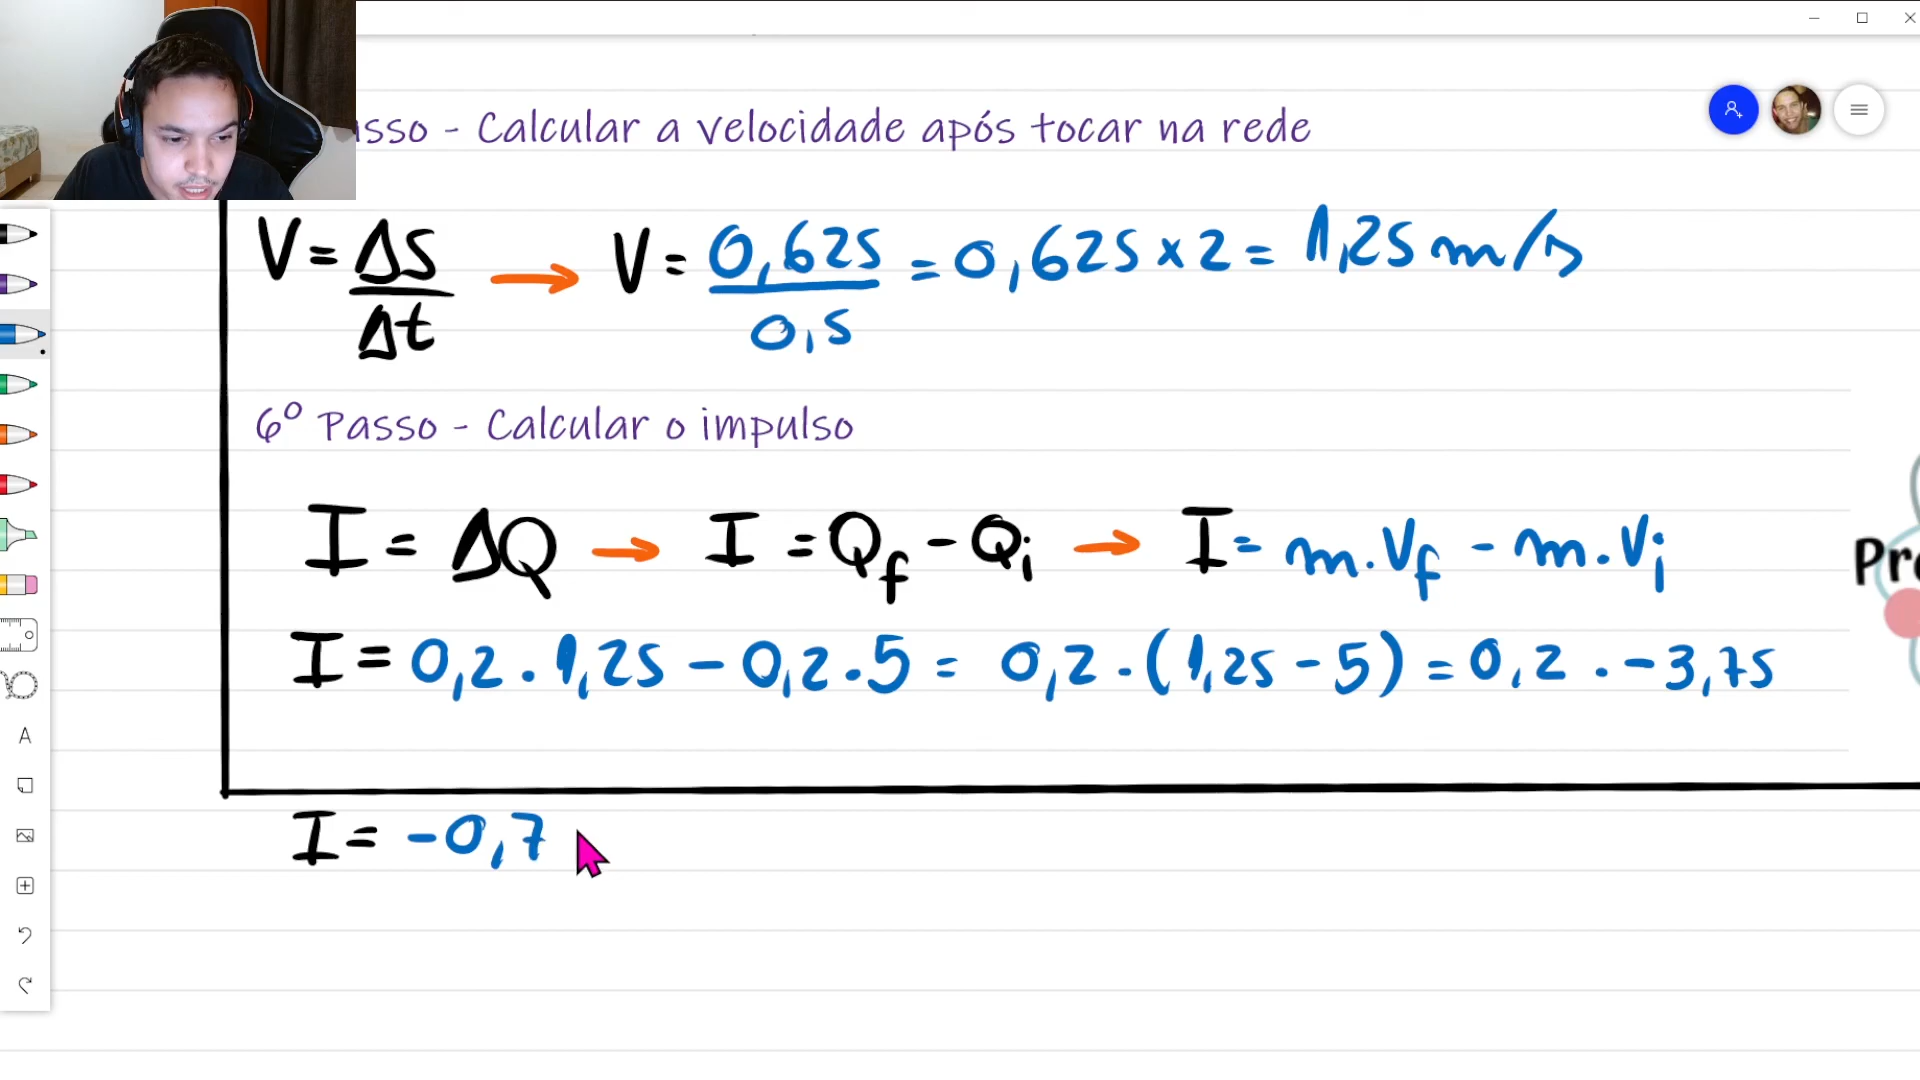 asso - Calcular a velocidade após tocar na rede
V = ΔS/Δt → V = 0,625/0,5 = 0,625 x 2 = 1,25 m/s
6º Passo - Calcular o impulso
I = ΔQ → I = Qf - Qi → I = m.Vf - m.Vi
Pr
I = 0,2 . 1,25 - 0,2 . 5 = 0,2 . (1,25 - 5) = 0,2 . -3,75
I = -0,7
A